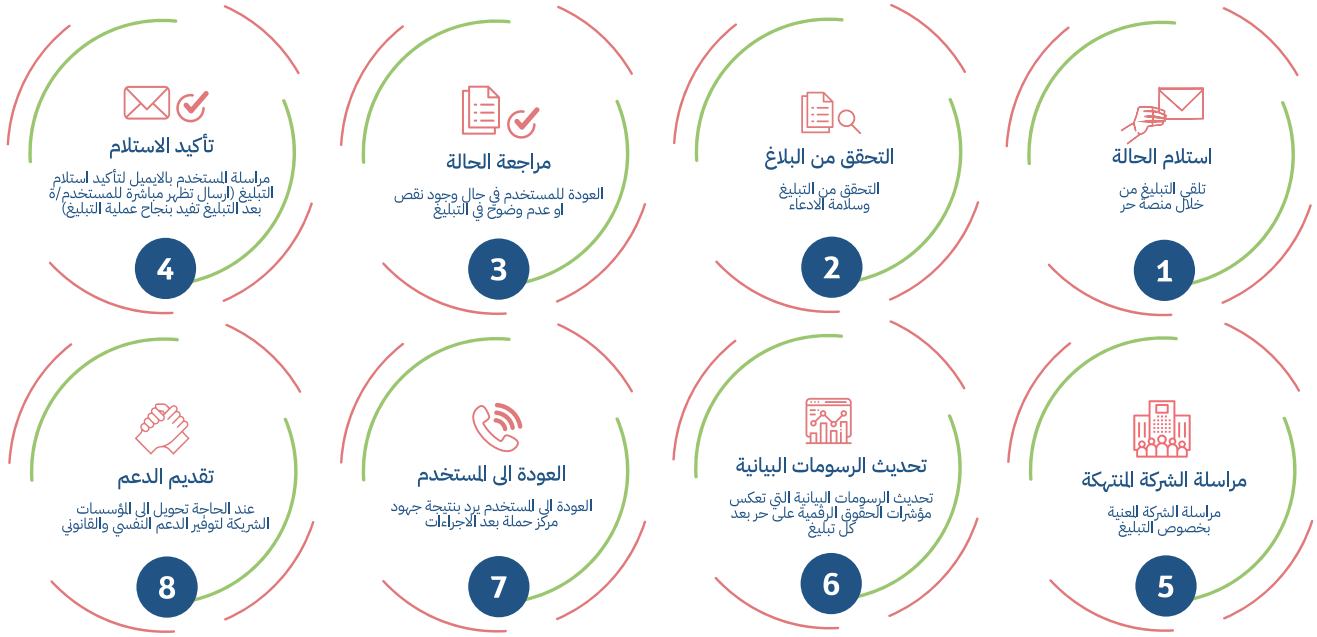 استلام الحالة
تلقي التبليغ من
خلال منصة حر
1
التحقق من البلاغ
التحقق من التبليغ
وسلامة الادعاء
2
مراجعة الحالة
العودة للمستخدم في حال وجود نقص
او عدم وضوح في التبليغ
3
تأكيد الاستلام
مراسلة المستخدم بالايميل لتأكيد استلام
التبليغ (ارسال تظهر مباشرة للمستخدم/ة
بعد التبليغ تفيد بنجاح عملية التبليغ)
4
مراسلة الشركة المنتهكة
مراسلة الشركة المعنية
بخصوص التبليغ
5
تحديث الرسومات البيانية
تحديث الرسومات البيانية التي تعكس
مؤشرات الحقوق الرقمية على حر بعد
كل تبليغ
6
العودة الى المستخدم
العودة الى المستخدم يرد بنتيجة جهود
مركز حملة بعد الاجراءات
7
تقديم الدعم
عند الحاجة تحويل الى المؤسسات
الشريكة لتوفير الدعم النفسي والقانوني
8